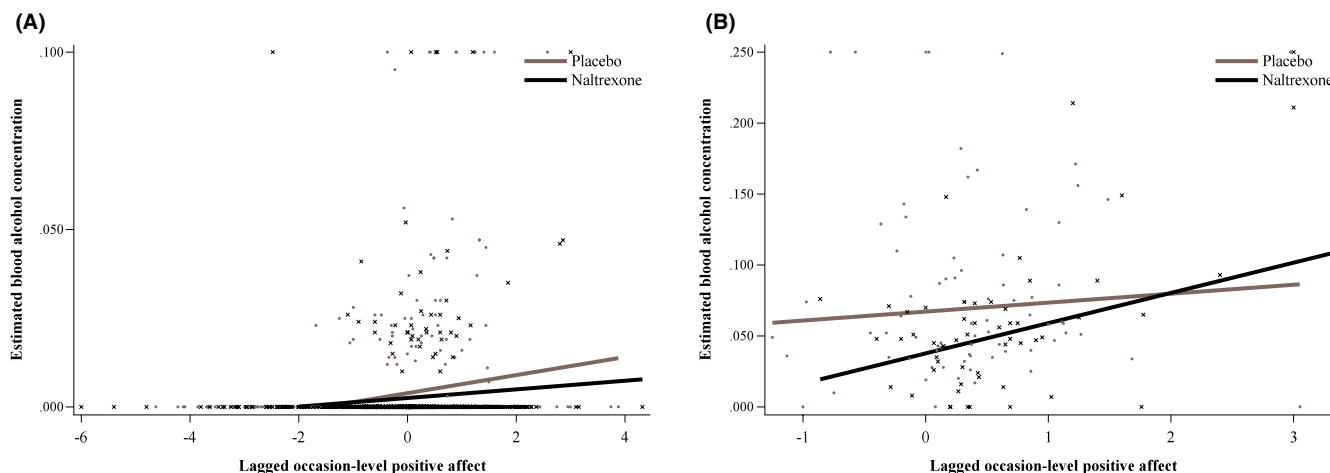 (A)
.100
.050
.000
Estimated blood alcohol concentration
Placebo
Naltrexone
-6 -4 -2 0 2 4
Lagged occasion-level positive affect
(B)
.250
.200
.150
.100
.050
.000
Estimated blood alcohol concentration
Placebo
Naltrexone
-1 0 1 2 3
Lagged occasion-level positive affect